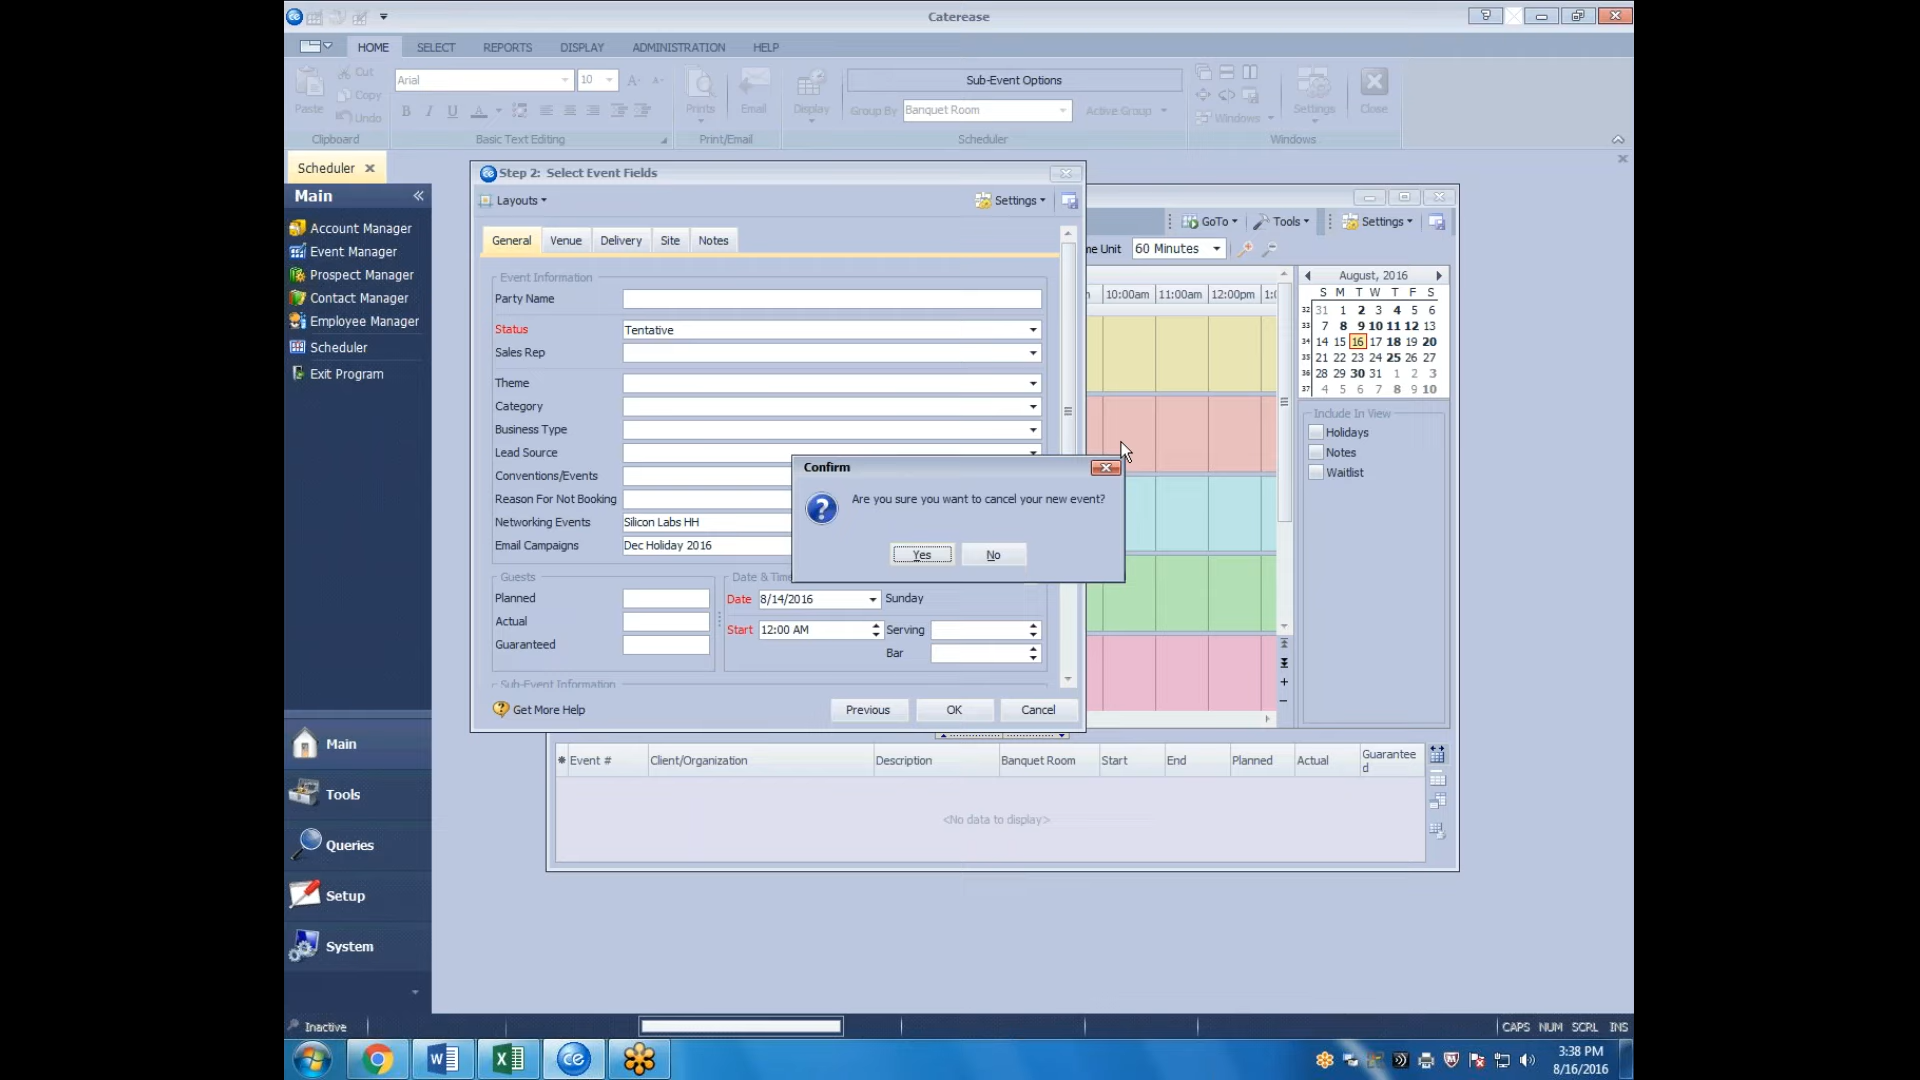 Caterease
HOME SELECT REPORTS DISPLAY ADMINISTRATION HELP
Paste
Cut
Copy
Undo
Clipboard
Arial 10
B I U A
Basic Text Editing
Prints
Email
Print/Email
Display
Sub-Event Options
Group By Banquet Room Active Group
Scheduler
Windows
Settings
Close
Windows
Scheduler
Main
Account Manager
Event Manager
Prospect Manager
Contact Manager
Employee Manager
Scheduler
Exit Program
Main
Tools
Queries
Setup
System
Step 2: Select Event Fields
Layouts Settings
General Venue Delivery Site Notes
Event Information
Party Name
Status Tentative
Sales Rep
Theme
Category
Business Type
Lead Source
Conventions/Events
Reason For Not Booking
Networking Events Silicon Labs HH
Email Campaigns Dec Holiday 2016
Guests
Planned
Actual
Guaranteed
Date & Time
Date 8/14/2016 Sunday
Start 12:00 AM Serving
Bar
Sub-Event Information
Get More Help Previous OK Cancel
Confirm
Are you sure you want to cancel your new event?
Yes No
GoTo Tools Settings
me Unit 60 Minutes
10:00am 11:00am 12:00pm 1:
August, 2016
S M T W T F S
32 31 1 2 3 4 5 6
33 7 8 9 10 11 12 13
34 14 15 16 17 18 19 20
35 21 22 23 24 25 26 27
36 28 29 30 31 1 2 3
37 4 5 6 7 8 9 10
Include In View
Holidays
Notes
Waitlist
Event # Client/Organization Description Banquet Room Start End Planned Actual Guaranteed
<No data to display>
Inactive
CAPS NUM SCRL INS
3:38 PM
8/16/2016